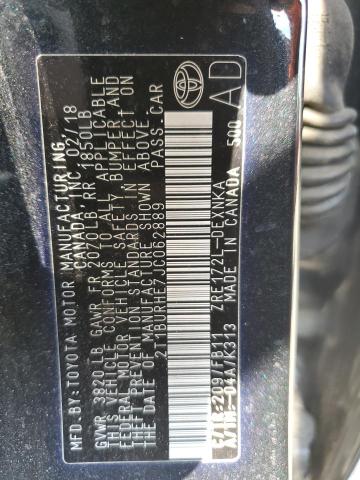 MFD.BY:TOYOTA MOTOR MANUFACTURING
CANADA, INC. 02/18
GVWR 3820LB GAWR FR 2070LB RR 1850LB
THIS VEHICLE CONFORMS TO ALL APPLICABLE
FEDERAL MOTOR VEHICLE SAFETY, BUMPER, AND
THEFT PREVENTION STANDARDS IN EFFECT ON
THE DATE OF MANUFACTURE SHOWN ABOVE.
2T1BURHE7JC062889 PASS.CAR
ZRE172L-DEXNKA
C/TR:209/FB11 MADE IN CANADA
A/TM:-04A/K313 500
AD